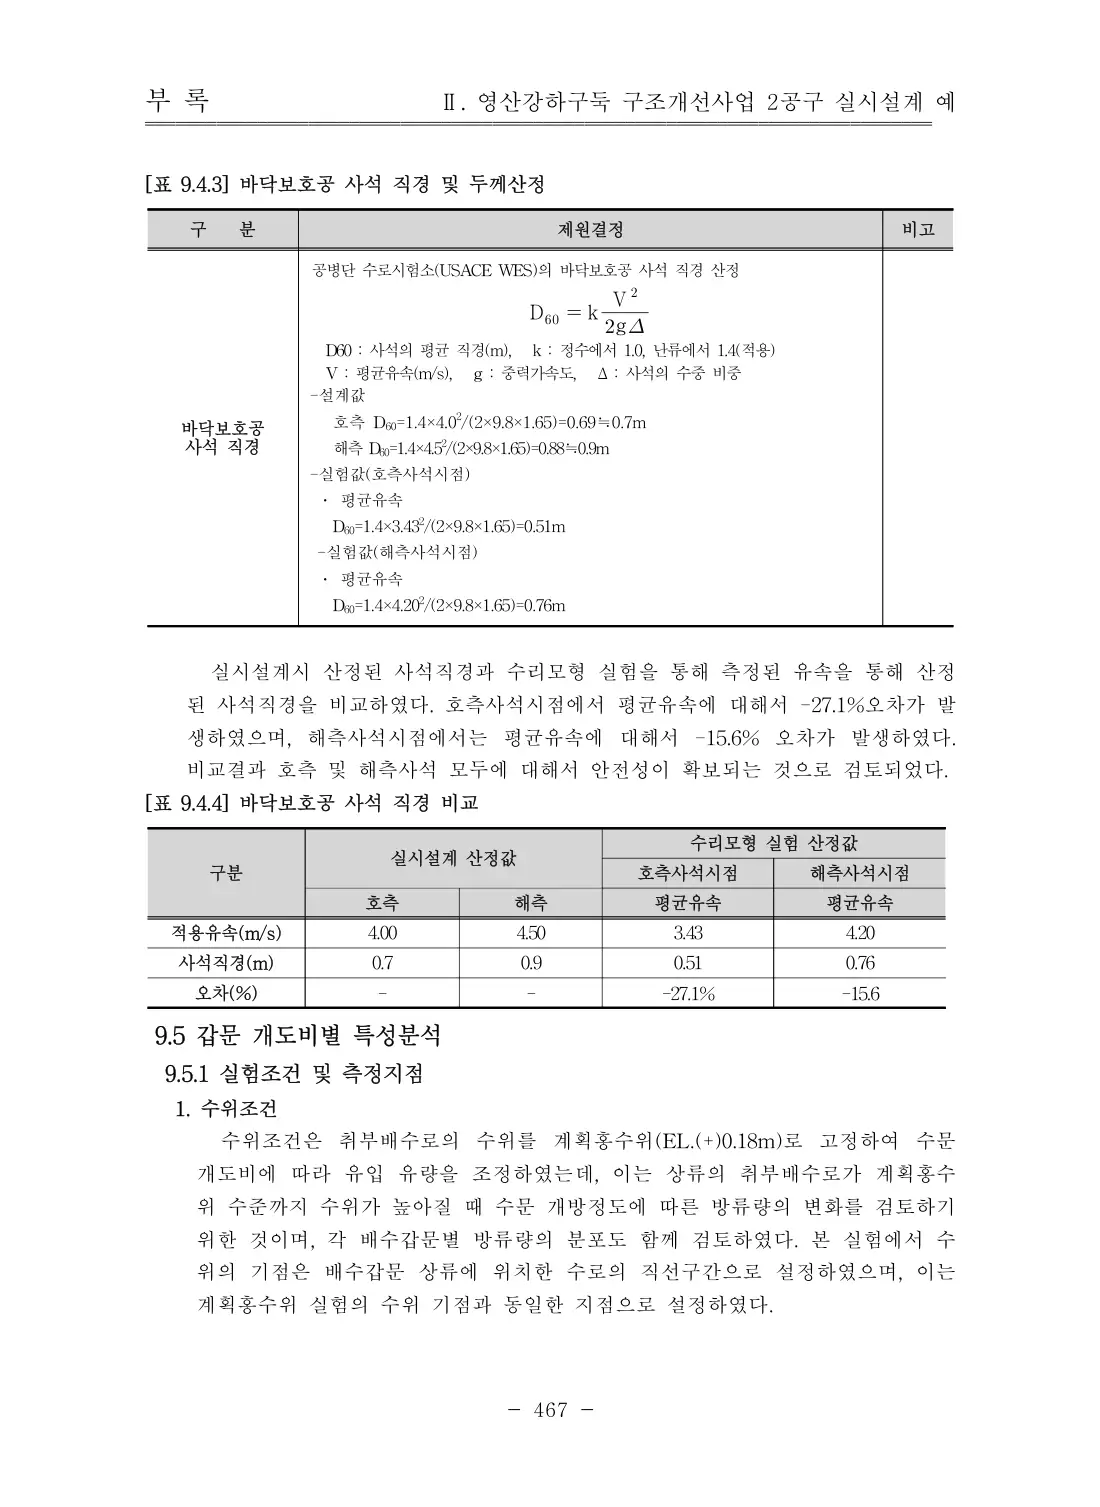 부 록
Ⅱ. 영산강하구둑 구조개선사업 2공구 실시설계 예
[표 9.4.3] 바닥보호공 사석 직경 및 두께산정
구 분 제원결정 비고
공병단 수로시험소(USACE WES)의 바닥보호공 사석 직경 산정
D₆₀ = k V²/2gΔ
D60 : 사석의 평균 직경(m), k : 정수에서 1.0, 난류에서 1.4(적용)
V : 평균유속(m/s), g : 중력가속도, Δ : 사석의 수중 비중
-설계값
바닥보호공
사석 직경
호측 D₆₀=1.4×4.0²/(2×9.8×1.65)=0.69≒0.7m
해측 D₆₀=1.4×4.5²/(2×9.8×1.65)=0.88≒0.9m
-실험값(호측사석시점)
· 평균유속
D₆₀=1.4×3.43²/(2×9.8×1.65)=0.51m
-실험값(해측사석시점)
· 평균유속
D₆₀=1.4×4.20²/(2×9.8×1.65)=0.76m
실시설계시 산정된 사석직경과 수리모형 실험을 통해 측정된 유속을 통해 산정
된 사석직경을 비교하였다. 호측사석시점에서 평균유속에 대해서 -27.1%오차가 발
생하였으며, 해측사석시점에서는 평균유속에 대해서 -15.6% 오차가 발생하였다.
비교결과 호측 및 해측사석 모두에 대해서 안전성이 확보되는 것으로 검토되었다.
[표 9.4.4] 바닥보호공 사석 직경 비교
구분 실시설계 산정값 수리모형 실험 산정값
호측사석시점 해측사석시점
호측 해측 평균유속 평균유속
적용유속(m/s) 4.00 4.50 3.43 4.20
사석직경(m) 0.7 0.9 0.51 0.76
오차(%) - - -27.1% -15.6
9.5 갑문 개도비별 특성분석
9.5.1 실험조건 및 측정지점
1. 수위조건
수위조건은 취부배수로의 수위를 계획홍수위(EL.(+)0.18m)로 고정하여 수문
개도비에 따라 유입 유량을 조정하였는데, 이는 상류의 취부배수로가 계획홍수
위 수준까지 수위가 높아질 때 수문 개방정도에 따른 방류량의 변화를 검토하기
위한 것이며, 각 배수갑문별 방류량의 분포도 함께 검토하였다. 본 실험에서 수
위의 기점은 배수갑문 상류에 위치한 수로의 직선구간으로 설정하였으며, 이는
계획홍수위 실험의 수위 기점과 동일한 지점으로 설정하였다.
- 467 -